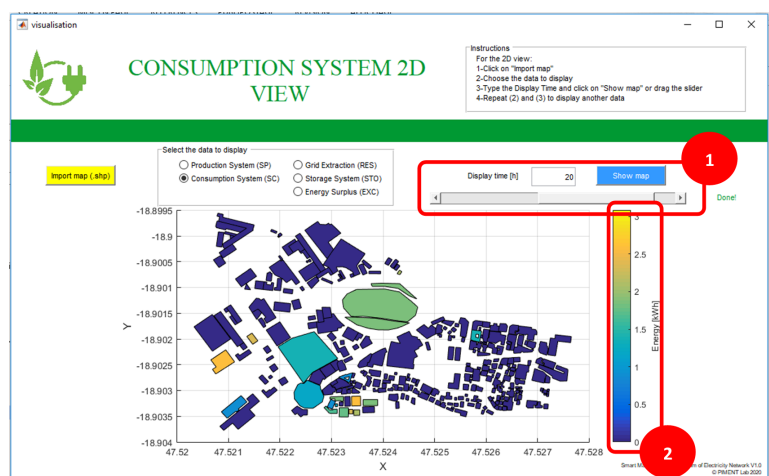 visualisation
CONSUMPTION SYSTEM 2D
VIEW
Instructions
For the 2D view:
1-Click on "Import map"
2-Choose the data to display
3-Type the Display Time and click on "Show map" or drag the slider
4-Repeat (2) and (3) to display another data
Import map (.shp)
Select the data to display
Production System (SP)
Grid Extraction (RES)
Consumption System (SC)
Storage System (STO)
Energy Surplus (EXC)
Display time [h]
20
Show map
Done!
1
-18.8995
-18.9
-18.9005
-18.901
-18.9015
-18.902
-18.9025
-18.903
-18.9035
-18.904
Y
47.52
47.521
47.522
47.523
47.524
47.525
47.526
47.527
47.528
X
3
2.5
2
1.5
1
0.5
0
Energy [kWh]
2
Smart M
m of Electricity Network V1.0
© PIMENT Lab 2020